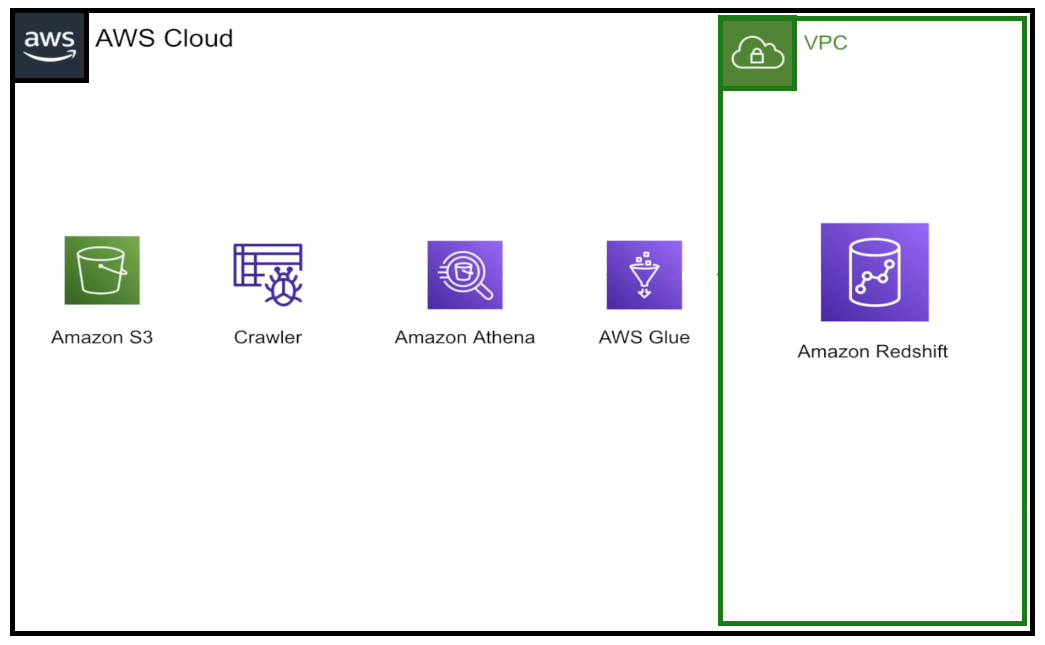 aws
AWS Cloud
VPC
Amazon S3
Crawler
Amazon Athena
AWS Glue
Amazon Redshift